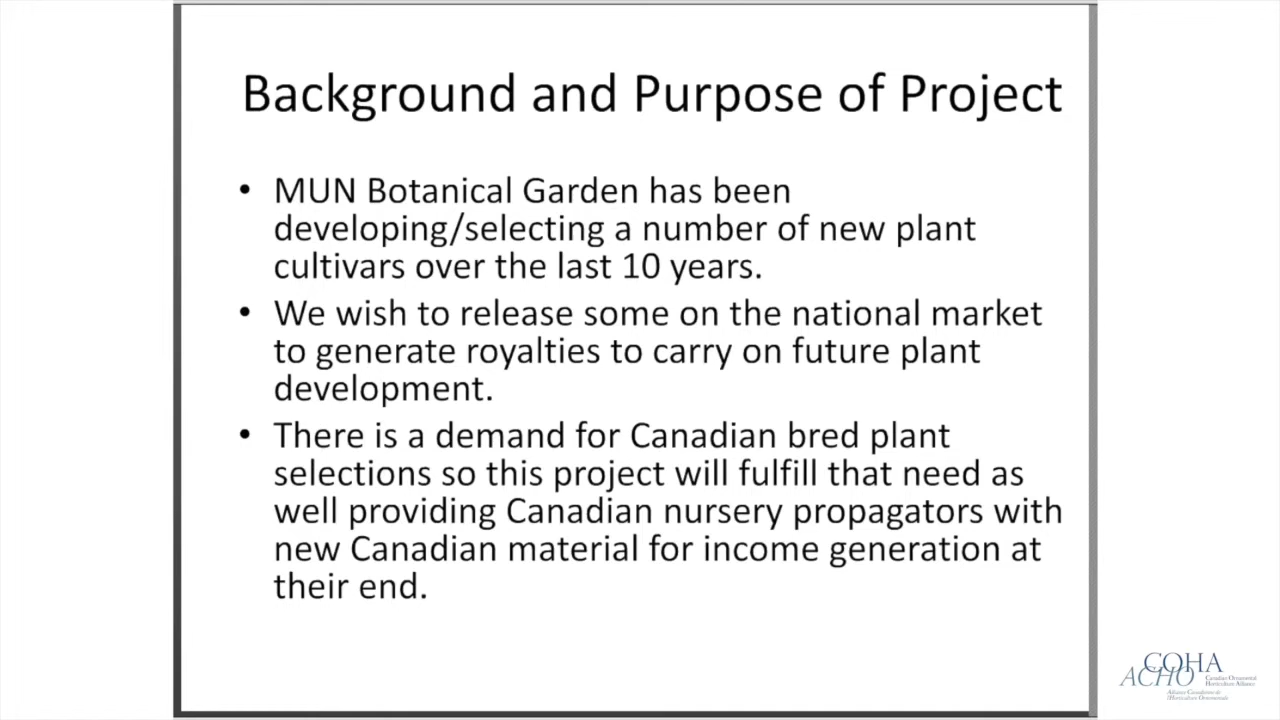 Background and Purpose of Project
• MUN Botanical Garden has been
developing/selecting a number of new plant
cultivars over the last 10 years.
• We wish to release some on the national market
to generate royalties to carry on future plant
development.
• There is a demand for Canadian bred plant
selections so this project will fulfill that need as
well providing Canadian nursery propagators with
new Canadian material for income generation at
their end.
COHA
ACHO
Canadian Ornamental
Horticulture Alliance
Alliance Canadienne de
l'Horticulture Ornementale